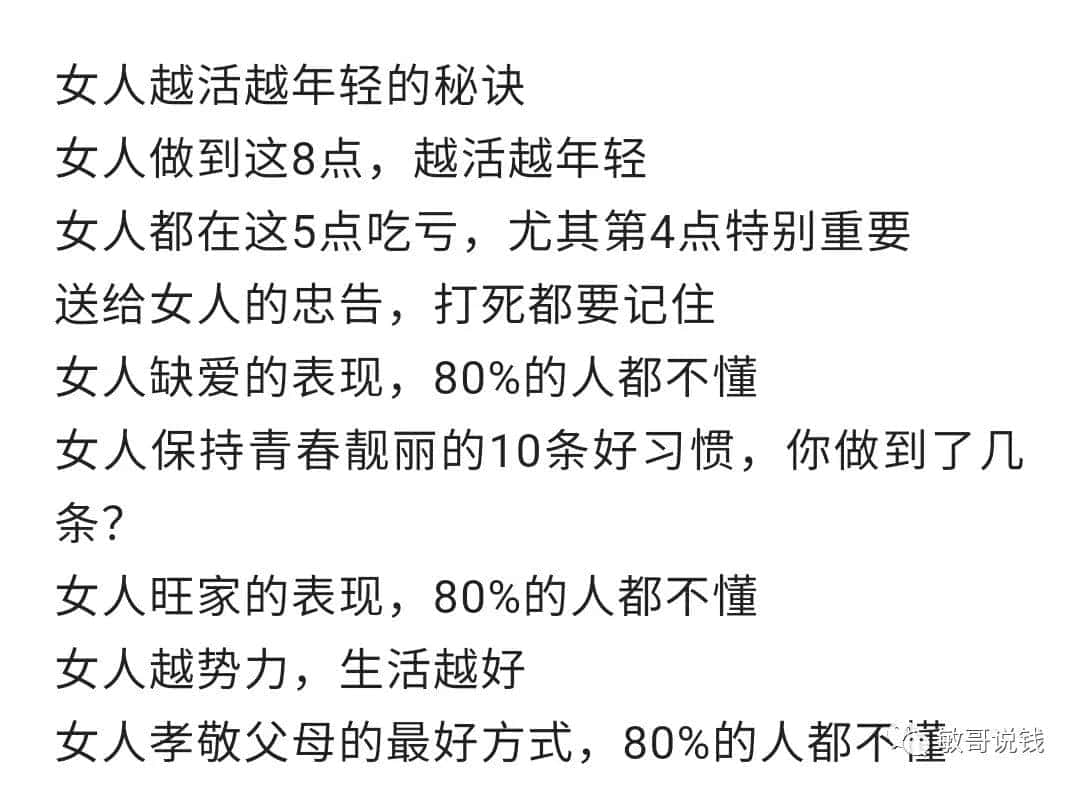 女人越活越年轻的秘诀
女人做到这8点，越活越年轻
女人都在这5点吃亏，尤其第4点特别重要
送给女人的忠告，打死都要记住
女人缺爱的表现，80%的人都不懂
女人保持青春靓丽的10条好习惯，你做到了几
条？
女人旺家的表现，80%的人都不懂
女人越势力，生活越好
女人孝敬父母的最好方式，80%的人都不懂
敏哥说钱